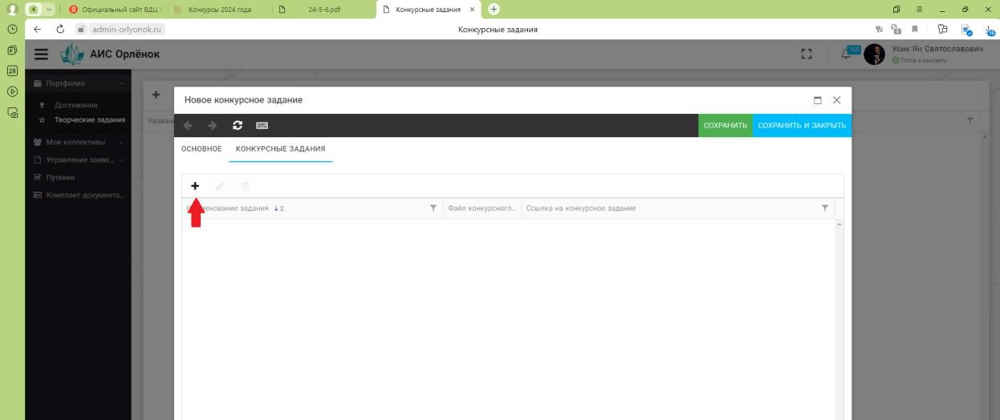 4
Официальный сайт ВДЦ С
Конкурсы 2024 года
24-5-6.pdf
Конкурсные задания
admin-orlyonok.ru
Конкурсные задания
19
28
АИС Орлёнок
105
Усик Ян Святославович
Готов к контакту
Портфолио
Достижения
Творческие задания
Мои коллективы
Управление заявк...
Путевки
Комплект документо...
Назван
Новое конкурсное задание
СОХРАНИТЬ
СОХРАНИТЬ И ЗАКРЫТЬ
ОСНОВНОЕ
КОНКУРСНЫЕ ЗАДАНИЯ
Наименование задания
2
Файл конкурсного...
Ссылка на конкурсное задание